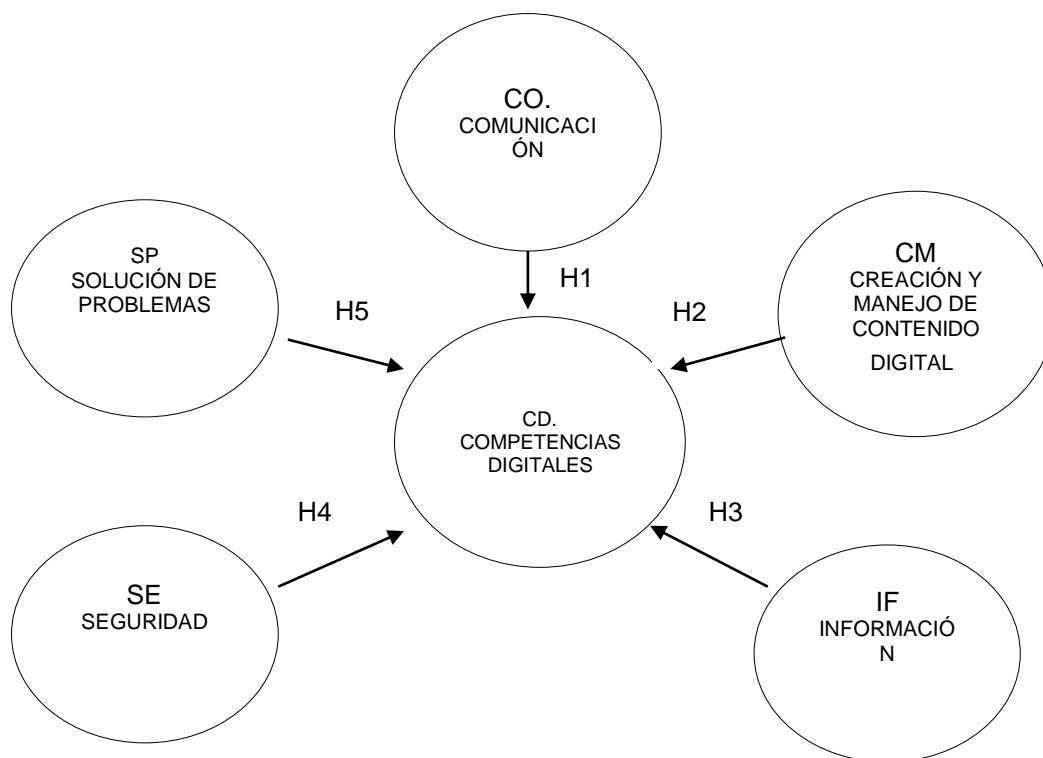 CO.
COMUNICACI
ÓN
SP
SOLUCIÓN DE
PROBLEMAS
CM
CREACIÓN Y
MANEJO DE
CONTENIDO
DIGITAL
H1
H5
H2
CD.
COMPETENCIAS
DIGITALES
H4
H3
SE
SEGURIDAD
IF
INFORMACIÓ
N